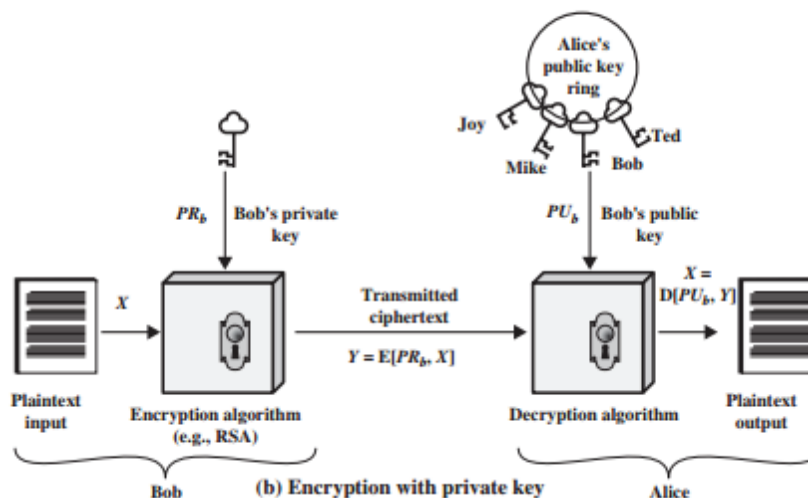 Alice's
public key
ring
Joy
Ted
Mike
Bob
PR_b
Bob's private
key
PU_b
Bob's public
key
X
Transmitted
ciphertext
X =
D[PU_b, Y]
Y = E[PR_b, X]
Plaintext
input
Encryption algorithm
(e.g., RSA)
Decryption algorithm
Plaintext
output
Bob
(b) Encryption with private key
Alice